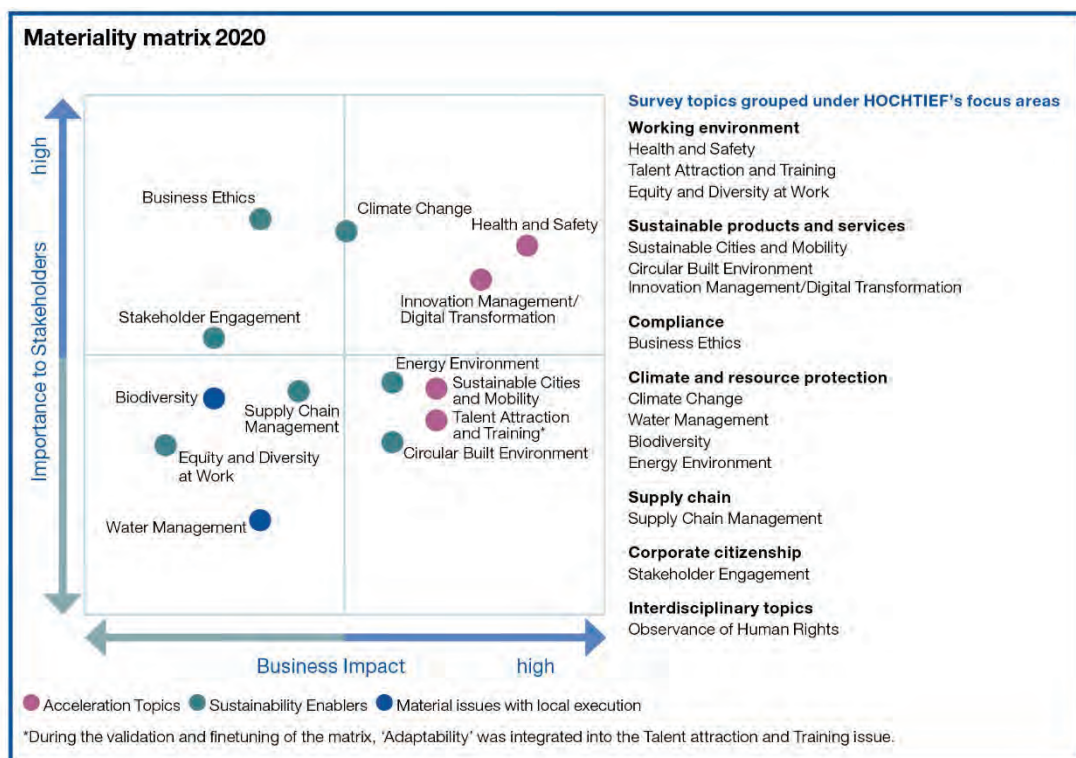 Materiality matrix 2020
high
Importance to Stakeholders
Business Ethics
Climate Change
Health and Safety
Innovation Management/
Digital Transformation
Stakeholder Engagement
Energy Environment
Biodiversity
Sustainable Cities
and Mobility
Supply Chain
Management
Talent Attraction
and Training*
Equity and Diversity
at Work
Circular Built Environment
Water Management
Business Impact
high
Survey topics grouped under HOCHTIEF's focus areas
Working environment
Health and Safety
Talent Attraction and Training
Equity and Diversity at Work
Sustainable products and services
Sustainable Cities and Mobility
Circular Built Environment
Innovation Management/Digital Transformation
Compliance
Business Ethics
Climate and resource protection
Climate Change
Water Management
Biodiversity
Energy Environment
Supply chain
Supply Chain Management
Corporate citizenship
Stakeholder Engagement
Interdisciplinary topics
Observance of Human Rights
Acceleration Topics
Sustainability Enablers
Material issues with local execution
*During the validation and finetuning of the matrix, 'Adaptability' was integrated into the Talent attraction and Training issue.